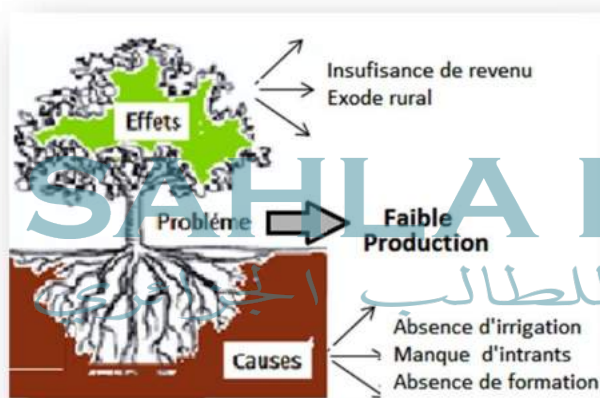 Insufisance de revenu
Exode rural
Effets
SAHLA
Probléme
Faible
Production
للطالب الجزائري
Absence d'irrigation
Manque d'intrants
Absence de formation
Causes